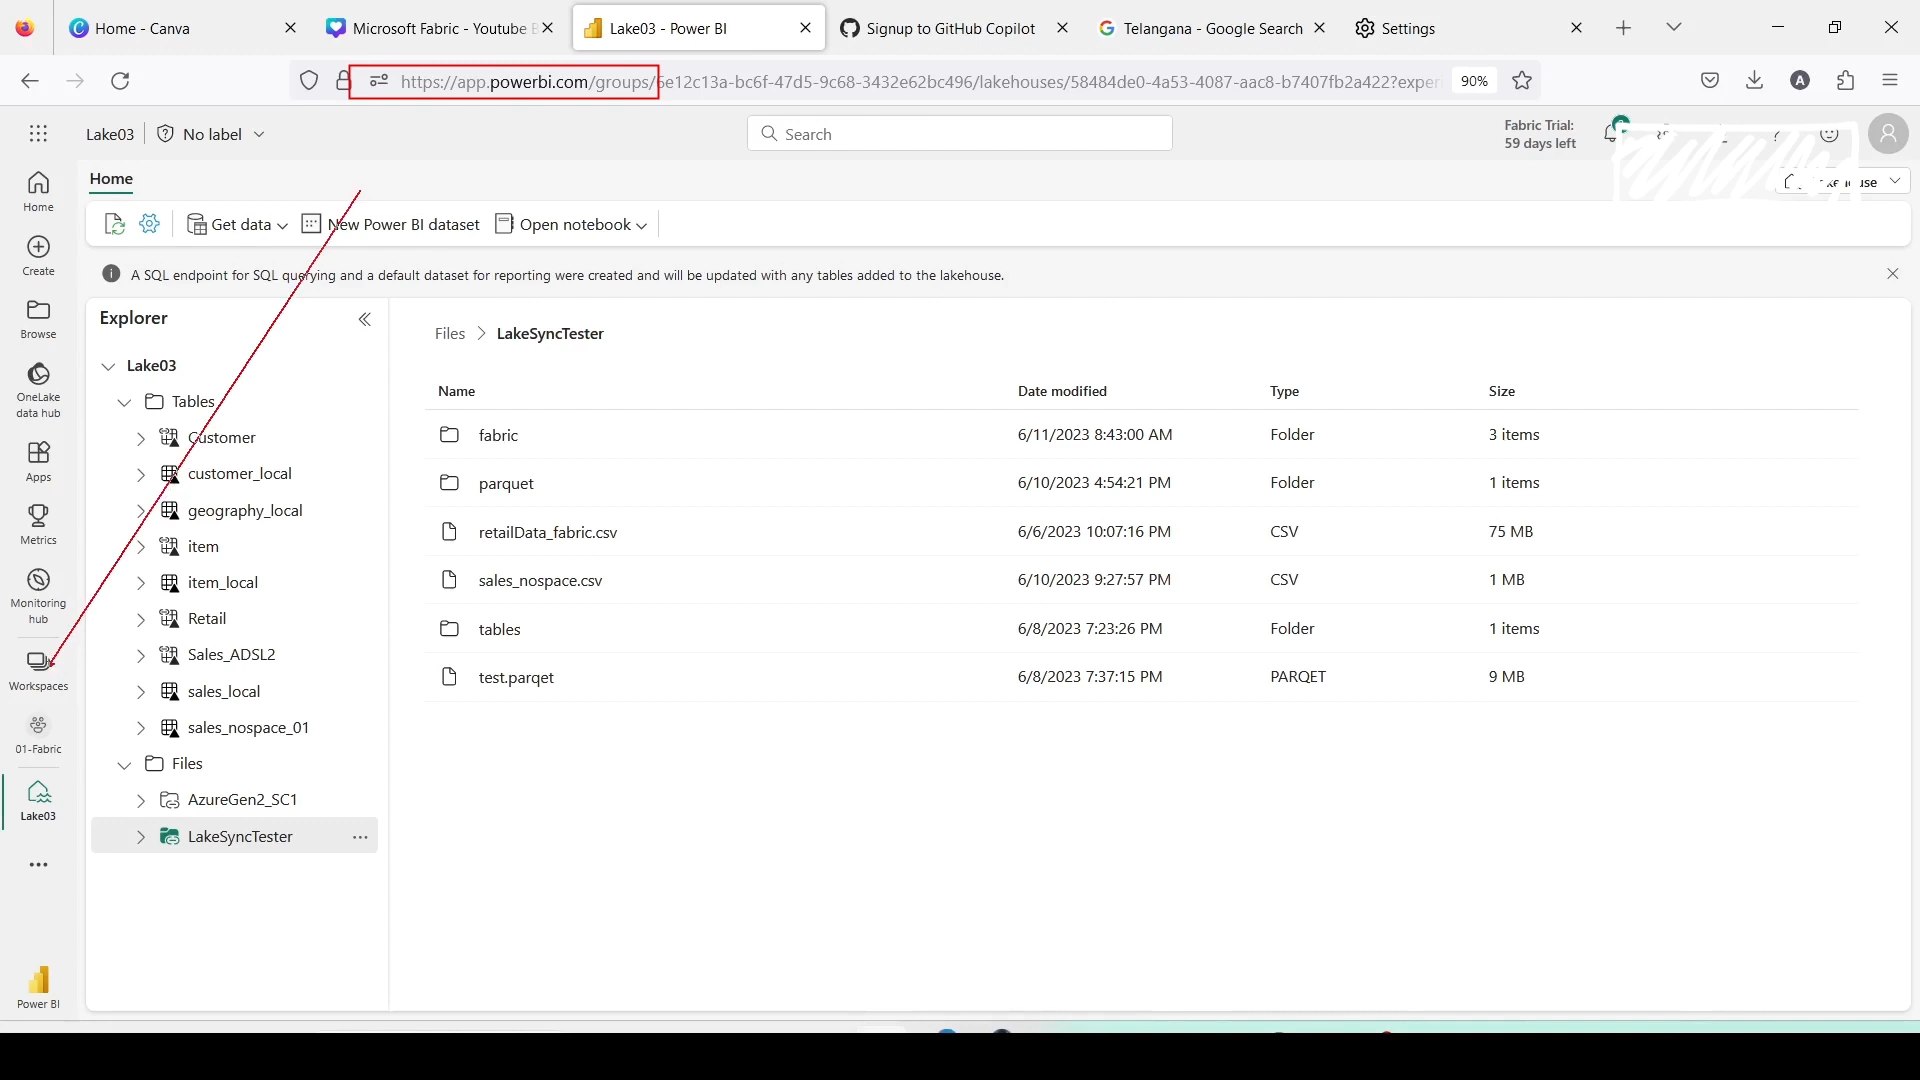 Home - Canva
Microsoft Fabric - Youtube
Lake03 - Power BI
Signup to GitHub Copilot
Telangana - Google Search
Settings
https://app.powerbi.com/groups/5e12c13a-bc6f-47d5-9c68-3432e62bc496/lakehouses/58484de0-4a53-4087-aac8-b7407fb2a422?experi
90%
A
Lake03
No label
Search
Fabric Trial:
59 days left
Home
Get data
New Power BI dataset
Open notebook
A SQL endpoint for SQL querying and a default dataset for reporting were created and will be updated with any tables added to the lakehouse.
Home
Create
Browse
OneLake
data hub
Apps
Metrics
Monitoring
hub
Workspaces
01-Fabric
Lake03
Power BI
Explorer
Lake03
Tables
Customer
customer_local
geography_local
item
item_local
Retail
Sales_ADSL2
sales_local
sales_nospace_01
Files
AzureGen2_SC1
LakeSyncTester
Files > LakeSyncTester
Name Date modified Type Size
fabric 6/11/2023 8:43:00 AM Folder 3 items
parquet 6/10/2023 4:54:21 PM Folder 1 items
retailData_fabric.csv 6/6/2023 10:07:16 PM CSV 75 MB
sales_nospace.csv 6/10/2023 9:27:57 PM CSV 1 MB
tables 6/8/2023 7:23:26 PM Folder 1 items
test.parqet 6/8/2023 7:37:15 PM PARQET 9 MB